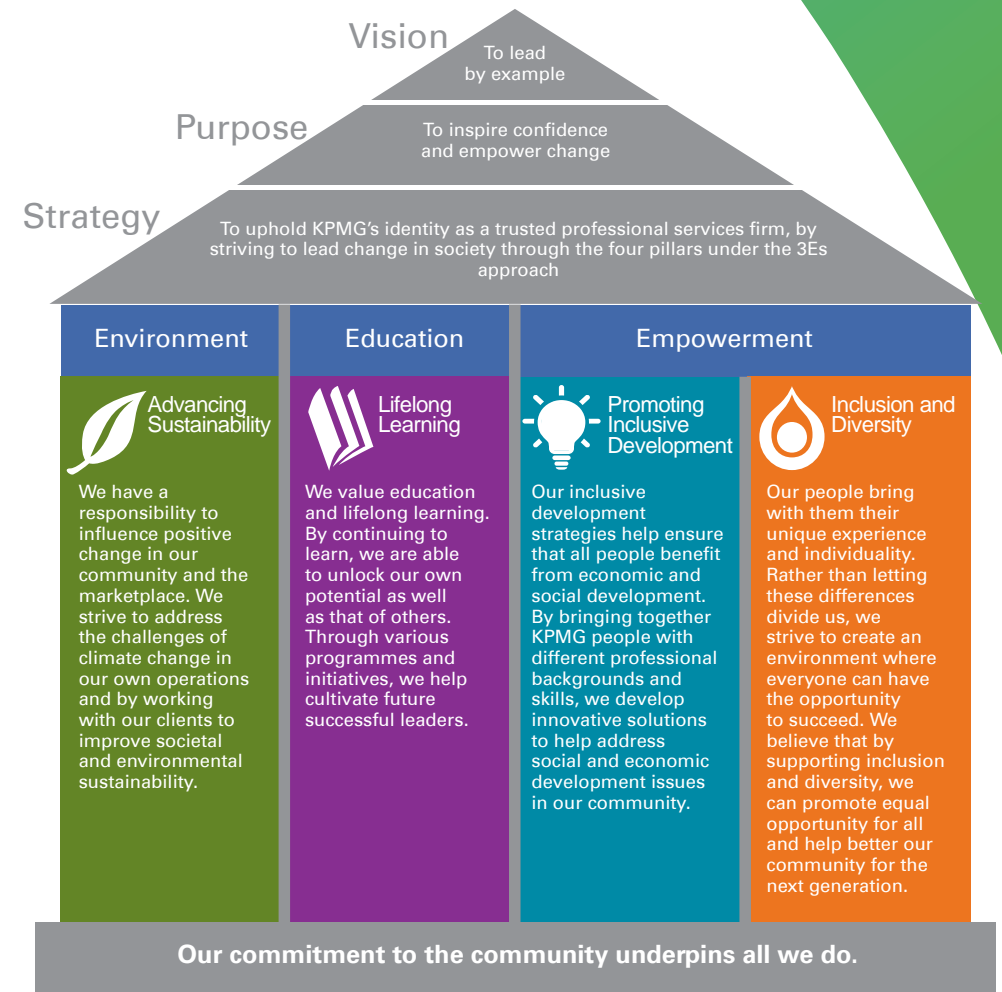 Vision
To lead
by example
Purpose
To inspire confidence
and empower change
Strategy
To uphold KPMG's identity as a trusted professional services firm, by
striving to lead change in society through the four pillars under the 3Es
approach
Environment
Education
Empowerment
Advancing
Sustainability
We have a
responsibility to
influence positive
change in our
community and the
marketplace. We
strive to address
the challenges of
climate change in
our own operations
and by working
with our clients to
improve societal
and environmental
sustainability.
Lifelong
Learning
We value education
and lifelong learning.
By continuing to
learn, we are able
to unlock our own
potential as well
as that of others.
Through various
programmes and
initiatives, we help
cultivate future
successful leaders.
Promoting
Inclusive
Development
Our inclusive
development
strategies help ensure
that all people benefit
from economic and
social development.
By bringing together
KPMG people with
different professional
backgrounds and
skills, we develop
innovative solutions
to help address
social and economic
development issues
in our community.
Inclusion and
Diversity
Our people bring
with them their
unique experience
and individuality.
Rather than letting
these differences
divide us, we
strive to create an
environment where
everyone can have
the opportunity
to succeed. We
believe that by
supporting inclusion
and diversity, we
can promote equal
opportunity for all
and help better our
community for the
next generation.
Our commitment to the community underpins all we do.